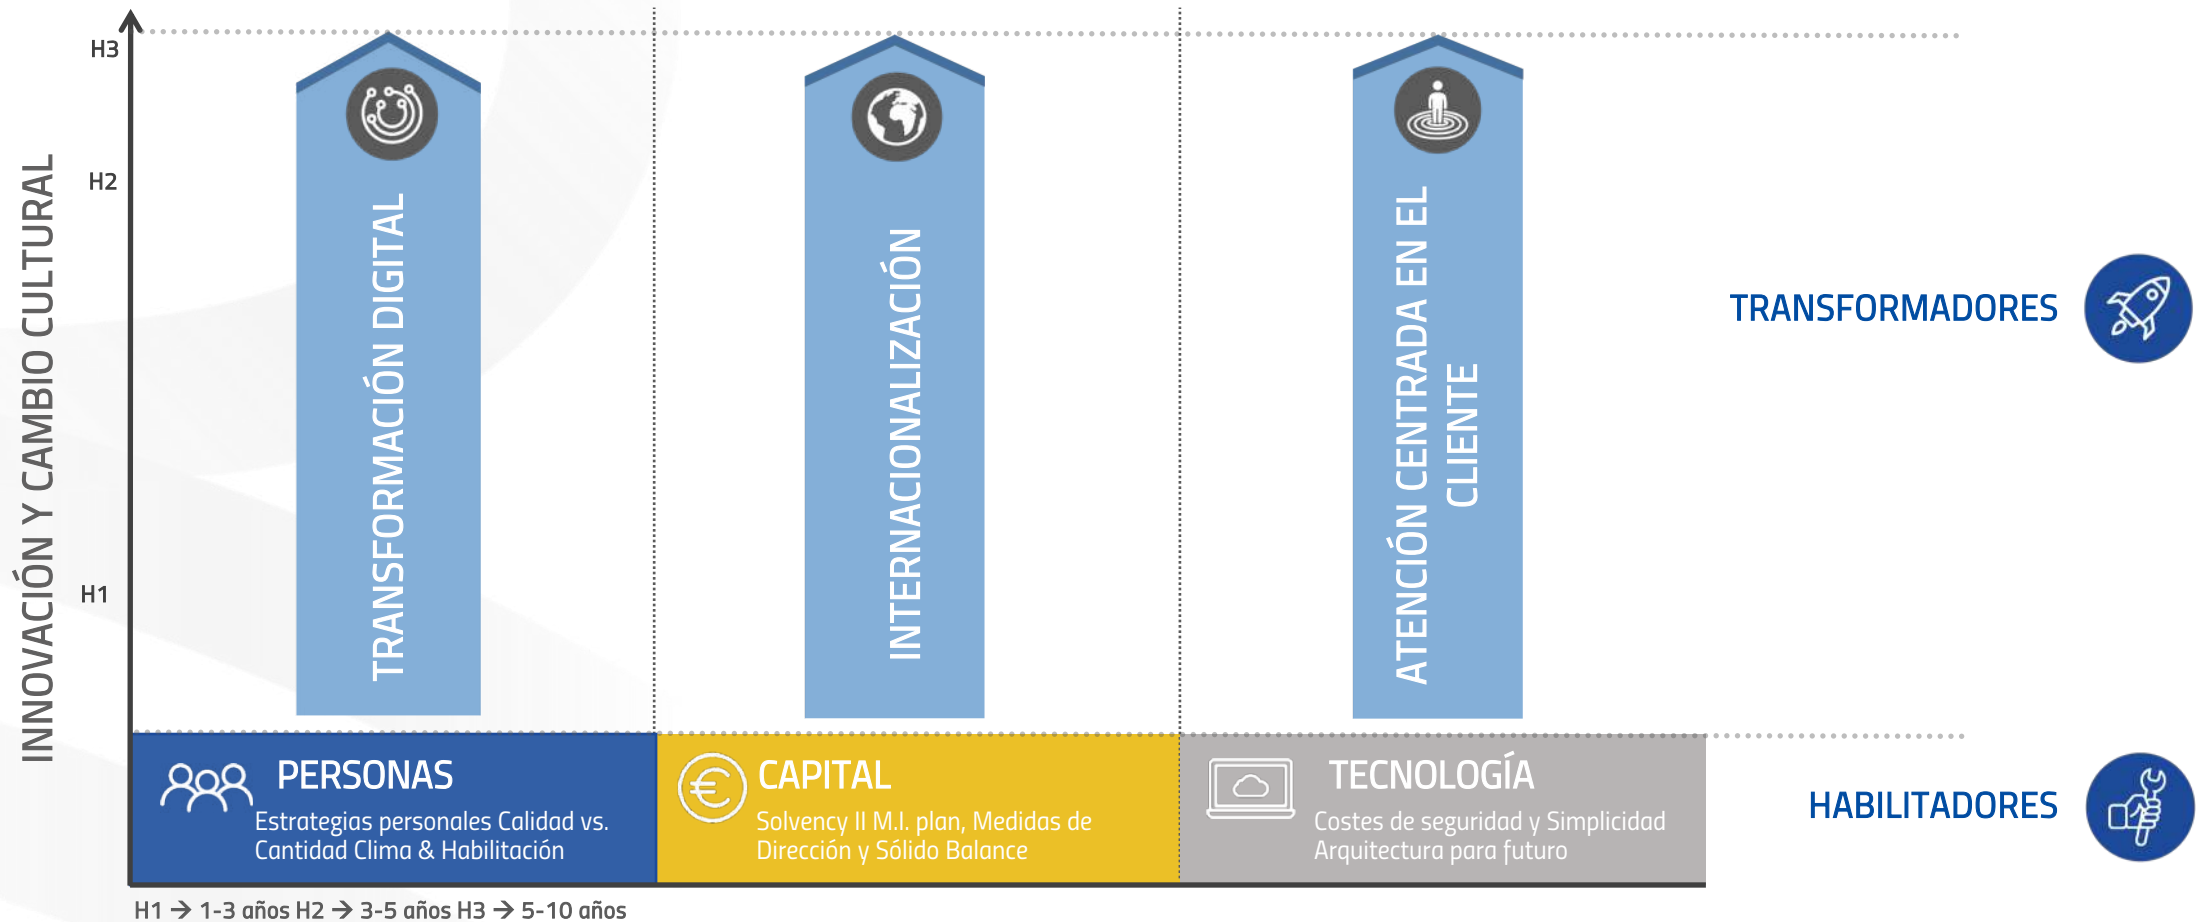 INNOVACIÓN Y CAMBIO CULTURAL
H3
H2
H1
TRANSFORMACIÓN DIGITAL
INTERNACIONALIZACIÓN
ATENCIÓN CENTRADA EN EL
CLIENTE
TRANSFORMADORES
PERSONAS
Estrategias personales Calidad vs.
Cantidad Clima & Habilitación
CAPITAL
Solvency II M.I. plan, Medidas de
Dirección y Sólido Balance
TECNOLOGÍA
Costes de seguridad y Simplicidad
Arquitectura para futuro
HABILITADORES
H1 → 1-3 años H2 → 3-5 años H3 → 5-10 años